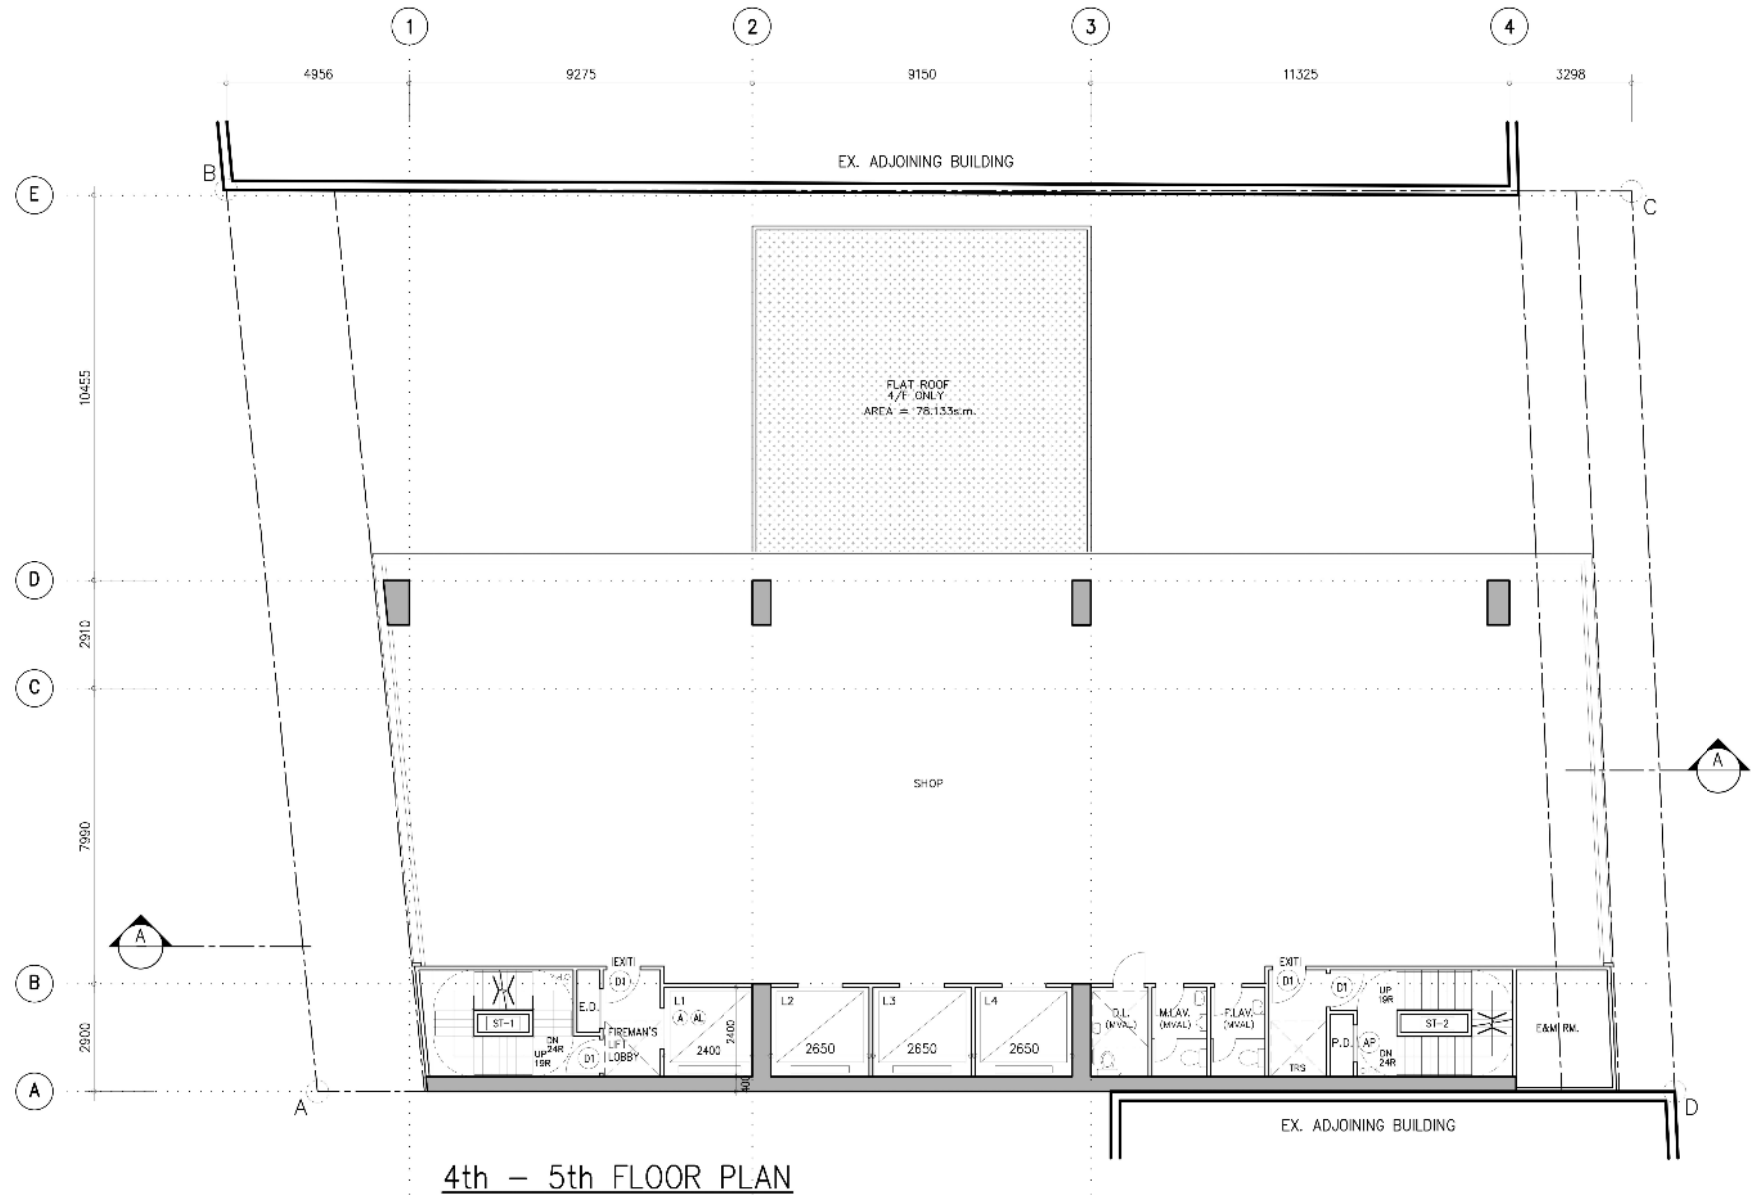 1
2
3
4
4956
9275
9150
11325
3298
EX. ADJOINING BUILDING
B
E
C
FLAT ROOF
4/F ONLY
AREA = 78.133s.m.
10455
D
2910
C
SHOP
7990
A
A
B
EXIT
D1
E.D.
ST-1
DN
24R
UP
19R
D1
FIREMAN'S
LIFT
LOBBY
L1
A
AL
2400
2400
L2
2650
L3
2650
L4
2650
D.L.
(MVAL)
M.LAV.
(MVAL)
F.LAV.
(MVAL)
EXIT
D1
D1
TRS
P.D.
AP
UP
19R
ST-2
DN
24R
E&M RM.
2900
400
A
A
D
EX. ADJOINING BUILDING
4th - 5th FLOOR PLAN